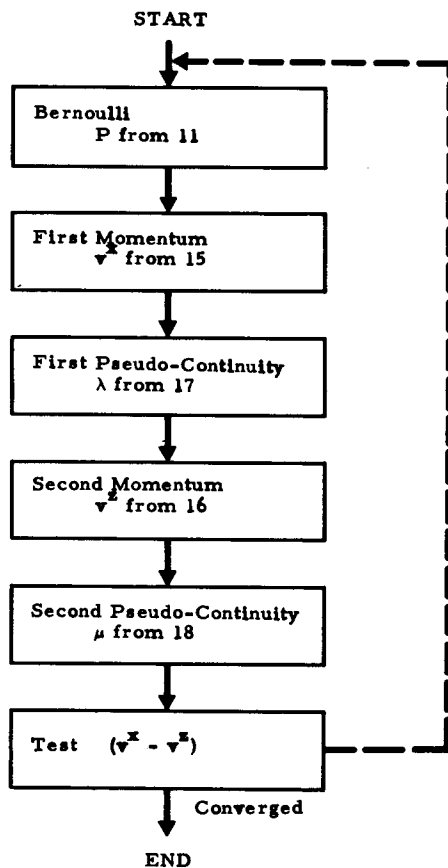 START
Bernoulli
P from 11
First Momentum
v^x from 15
First Pseudo-Continuity
λ from 17
Second Momentum
v^z from 16
Second Pseudo-Continuity
μ from 18
Test (v^x - v^z)
Converged
END